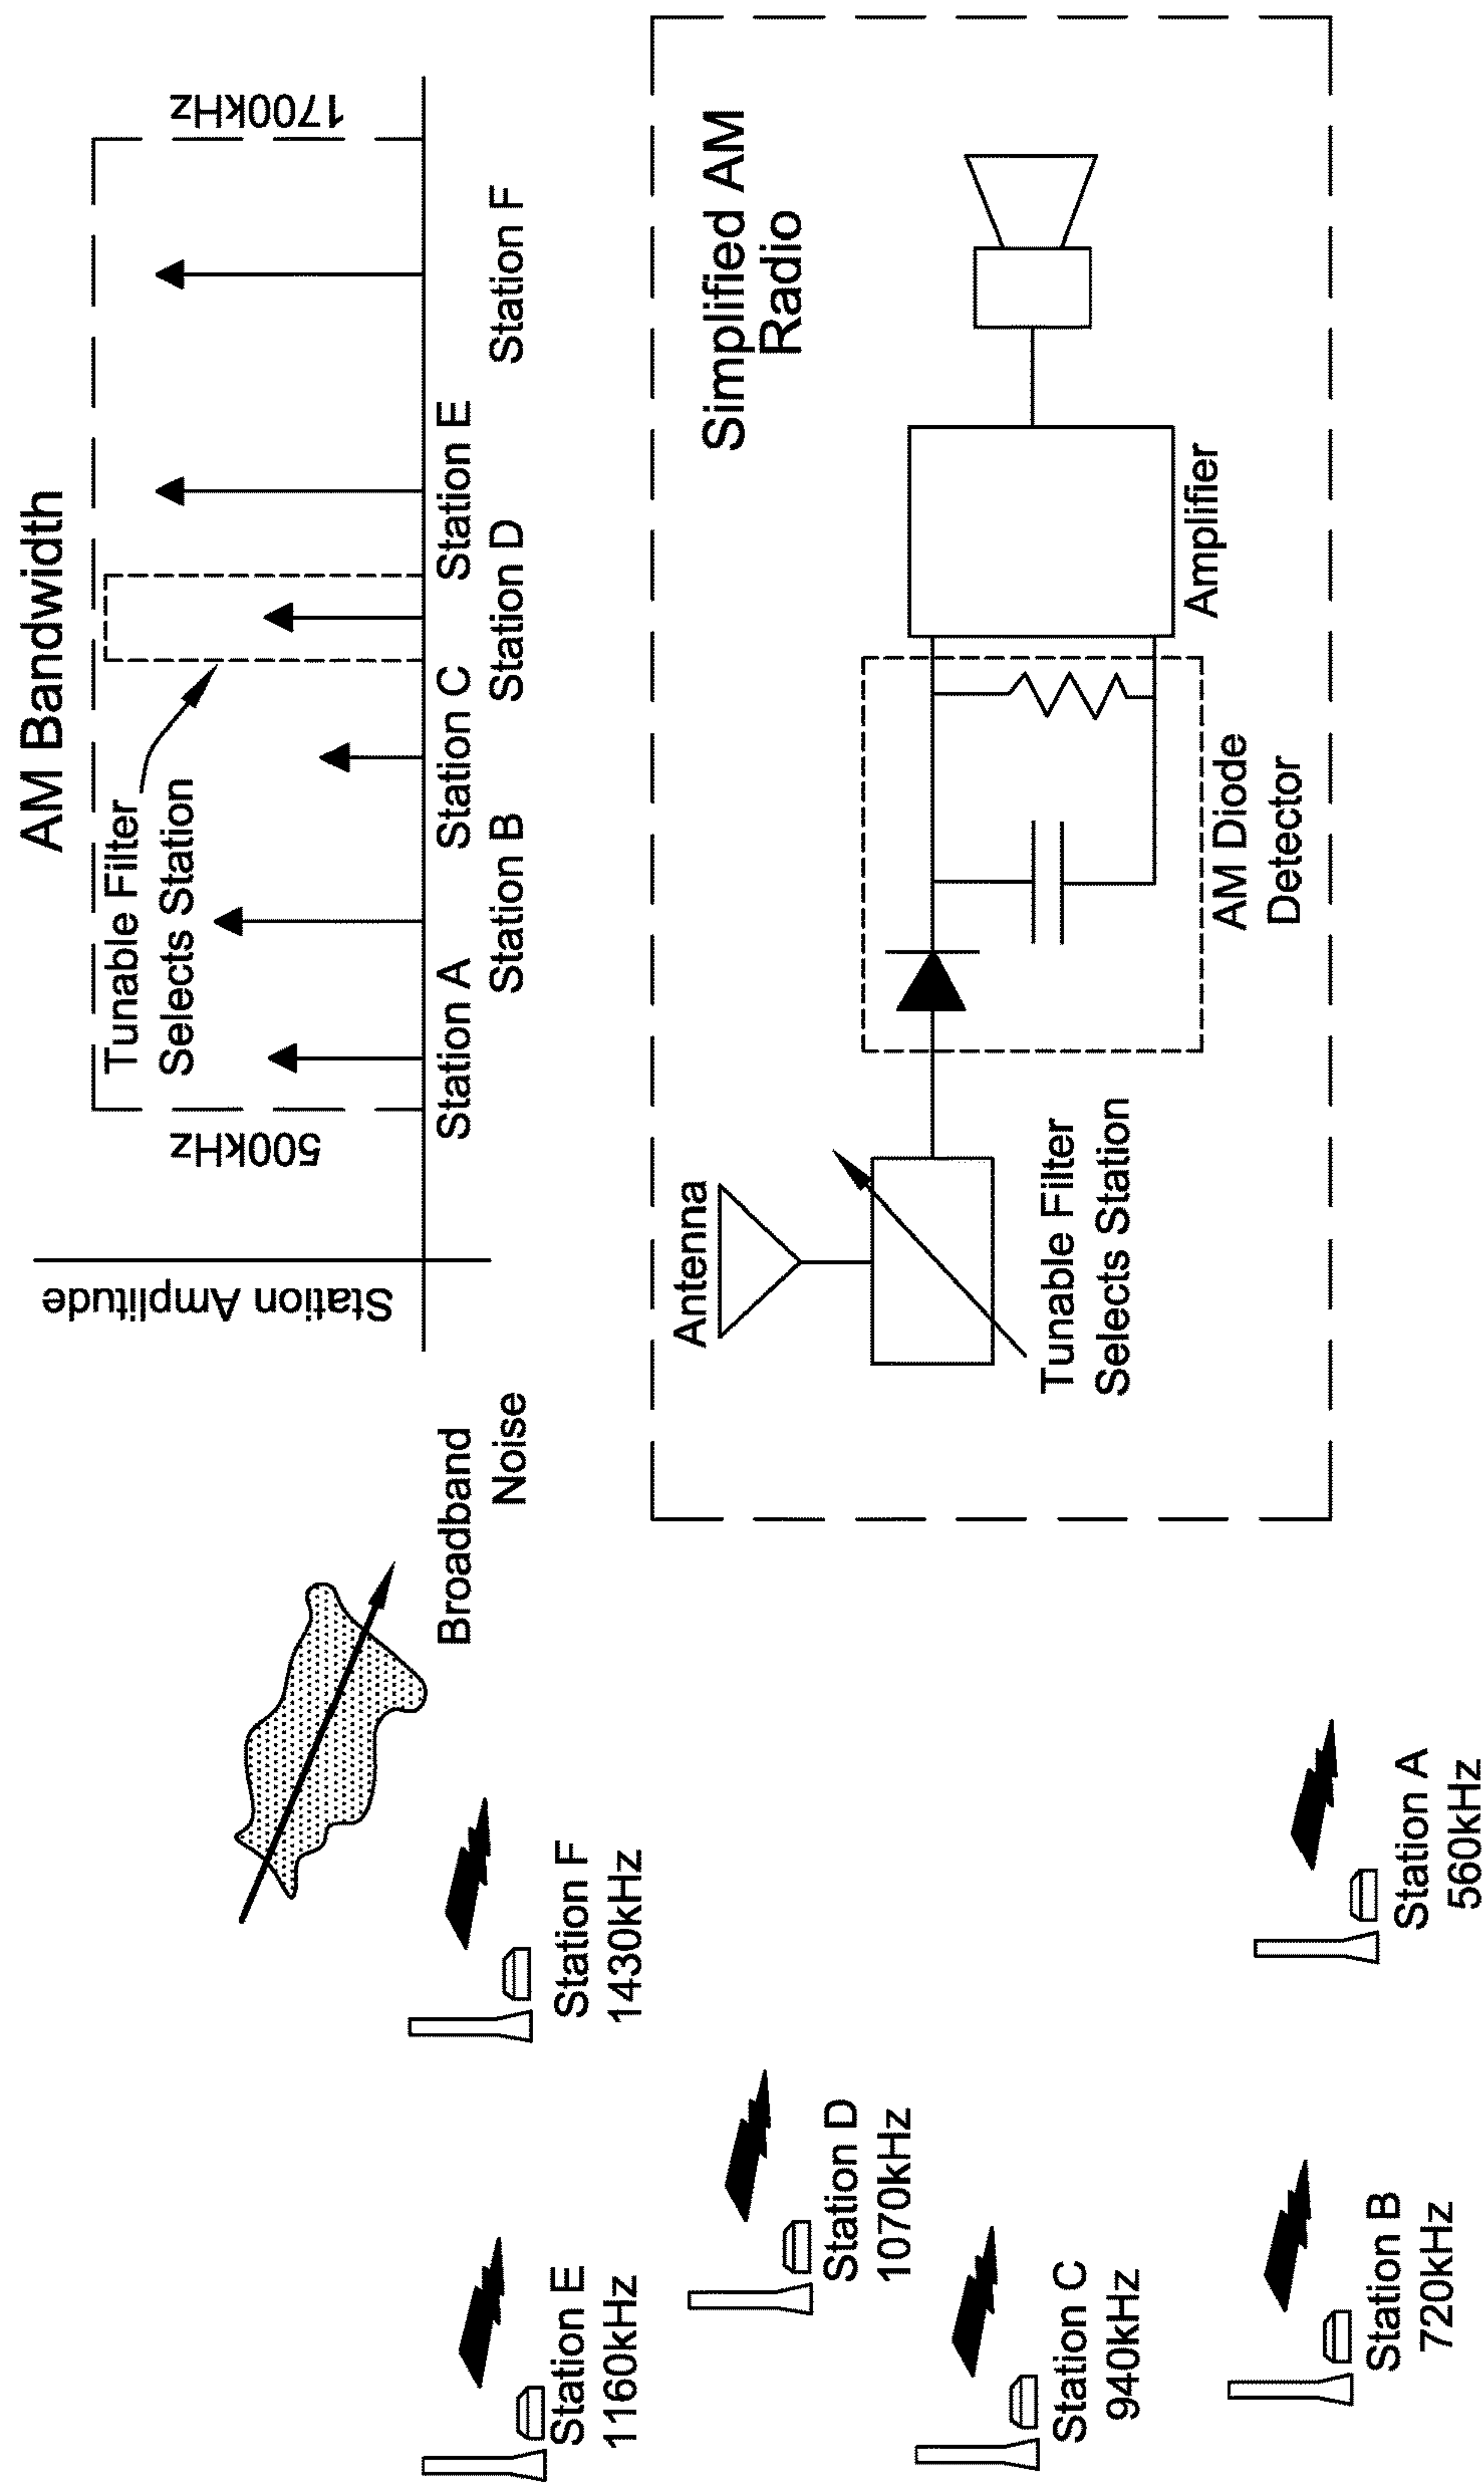 AM Bandwidth
Station Amplitude
500kHz
1700kHz
Tunable Filter
Selects Station
Station A
Station B
Station C
Station D
Station E
Station F
Broadband
Noise
Station E
1160kHz
Station F
1430kHz
Station D
1070kHz
Station C
940kHz
Station B
720kHz
Station A
560kHz
Simplified AM
Radio
Antenna
Tunable Filter
Selects Station
AM Diode
Detector
Amplifier